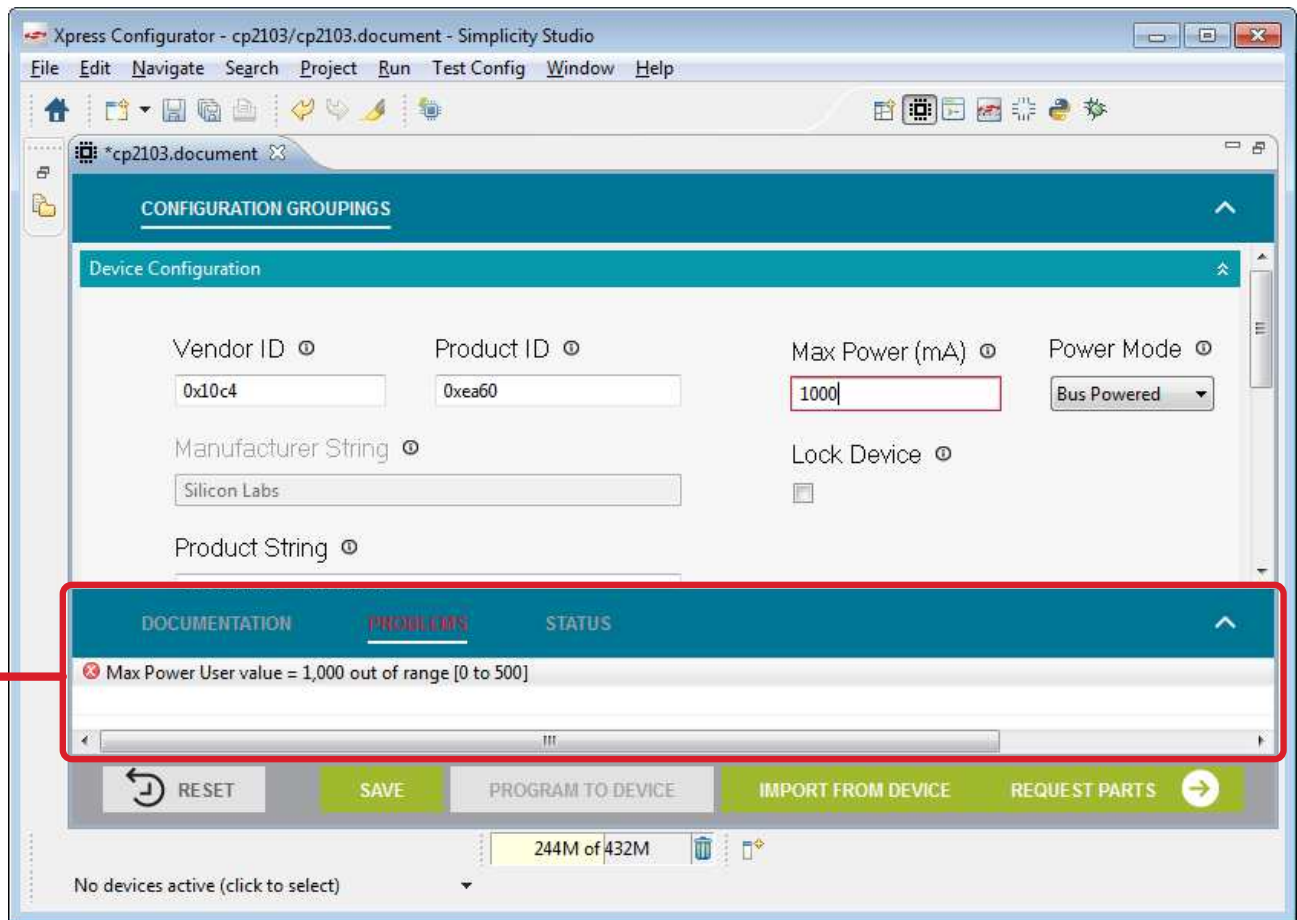 Xpress Configurator - cp2103/cp2103.document - Simplicity Studio
File Edit Navigate Search Project Run Test Config Window Help
*cp2103.document
CONFIGURATION GROUPINGS
Device Configuration
Vendor ID Product ID Max Power (mA) Power Mode
0x10c4 0xea60 1000 Bus Powered
Manufacturer String Lock Device
Silicon Labs
Product String
DOCUMENTATION PROBLEMS STATUS
Max Power User value = 1,000 out of range [0 to 500]
RESET SAVE PROGRAM TO DEVICE IMPORT FROM DEVICE REQUEST PARTS
244M of 432M
No devices active (click to select)